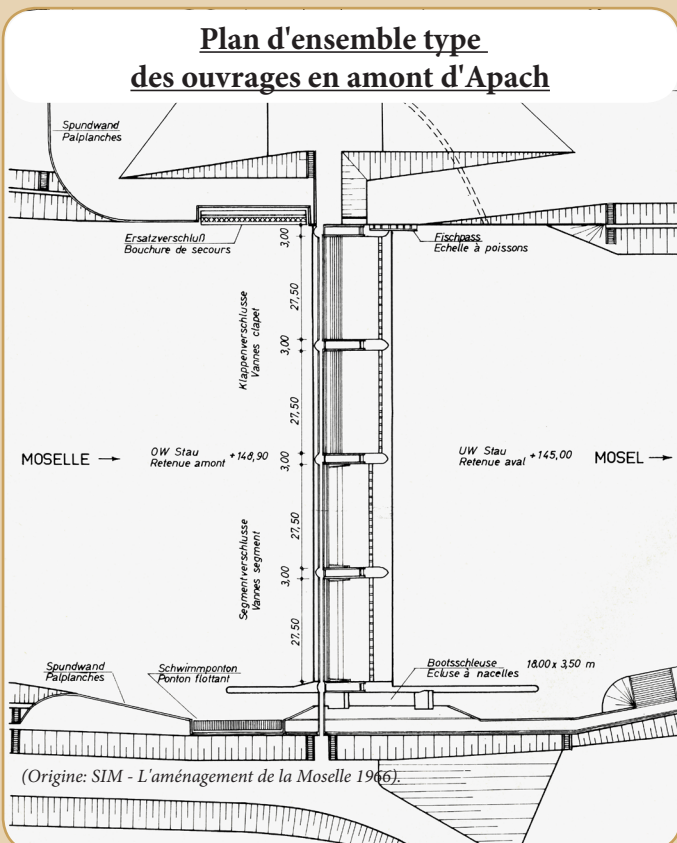 Plan d'ensemble type
des ouvrages en amont d'Apach
Spundwand
Palplanches
Ersatzverschluß
Bouchure de secours
Fischpass
Echelle à poissons
3,00
27,50
3,00
27,50
3,00
27,50
3,00
27,50
Klappenverschlusse
Vannes clapet
MOSELLE
OW Stau
Retenue amont +148,90
UW Stau
Retenue aval +145,00
MOSEL
Segmentverschlusse
Vannes segment
Spundwand
Palplanches
Schwimmponton
Ponton flottant
Bootsschleuse
Ecluse à nacelles
18.00 x 3,50 m
(Origine: SIM - L'aménagement de la Moselle 1966).